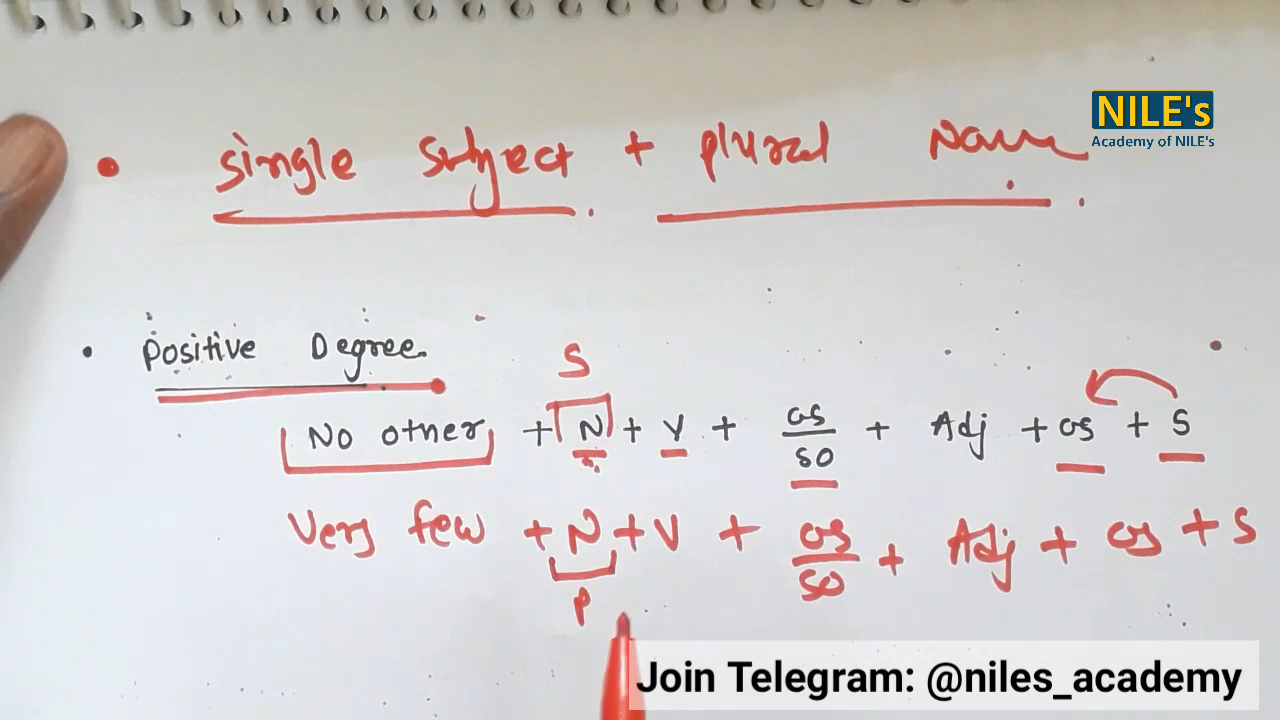 NILE's
Academy of NILE's
• single subject + plural Noun.
• Positive Degree
S
No other + N + V + as/so + Adj + as + S
Very few + N + V + as/so + Adj + as + S
P
Join Telegram: @niles_academy